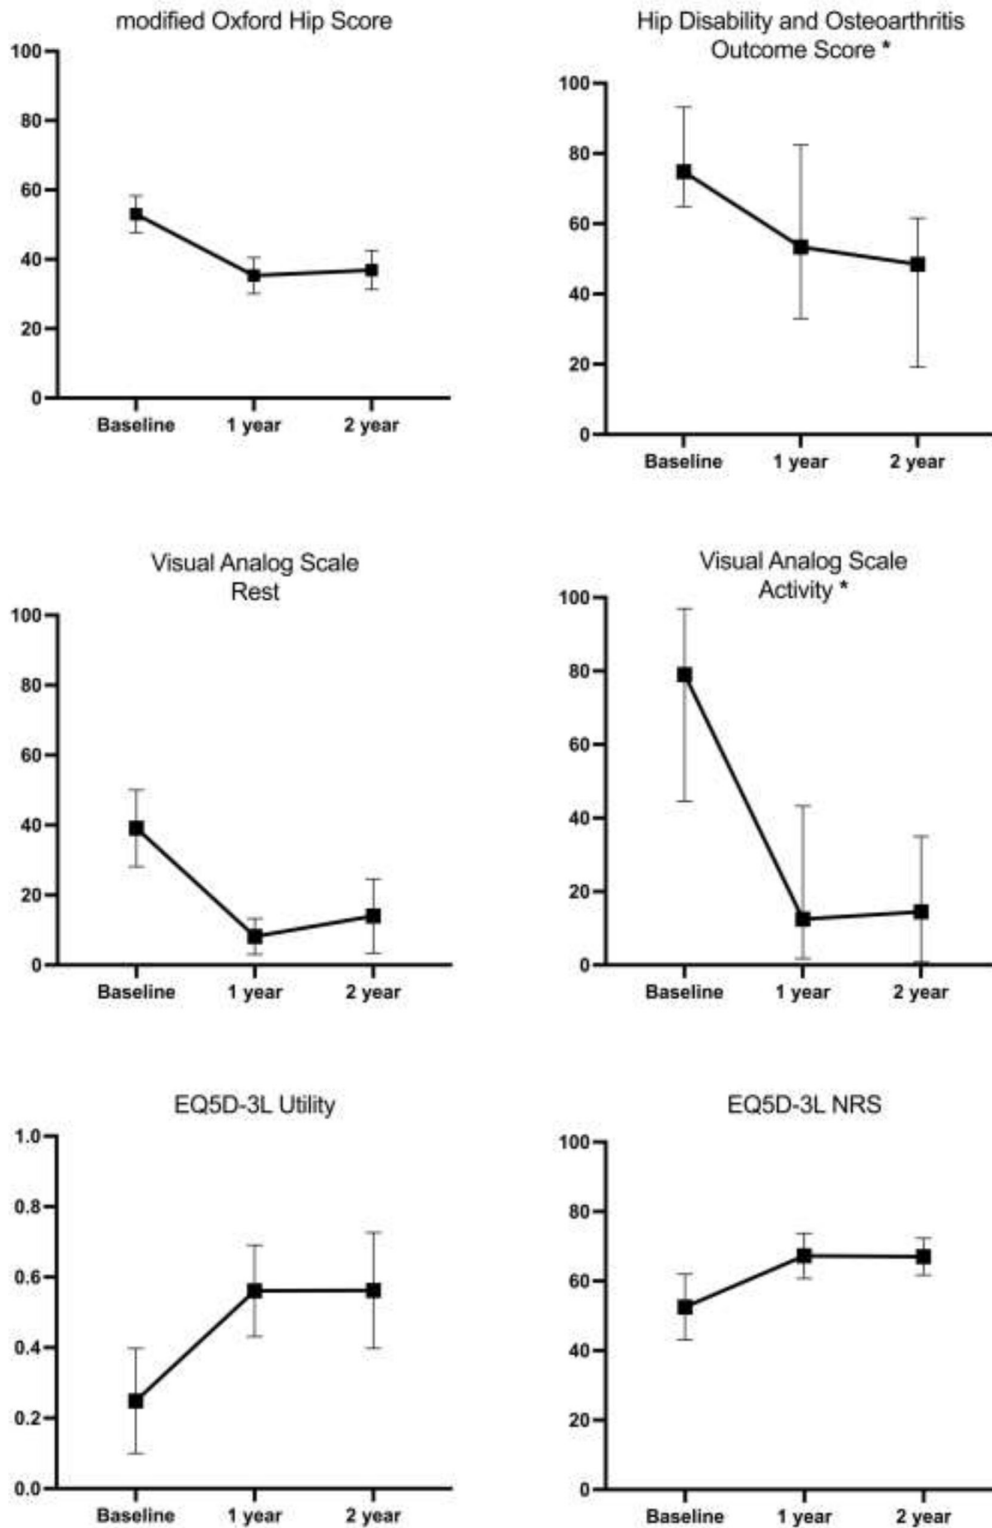 modified Oxford Hip Score
100
80
60
40
20
0
Baseline 1 year 2 year
Hip Disability and Osteoarthritis
Outcome Score *
100
80
60
40
20
0
Baseline 1 year 2 year
Visual Analog Scale
Rest
100
80
60
40
20
0
Baseline 1 year 2 year
Visual Analog Scale
Activity *
100
80
60
40
20
0
Baseline 1 year 2 year
EQ5D-3L Utility
1.0
0.8
0.6
0.4
0.2
0.0
Baseline 1 year 2 year
EQ5D-3L NRS
100
80
60
40
20
0
Baseline 1 year 2 year